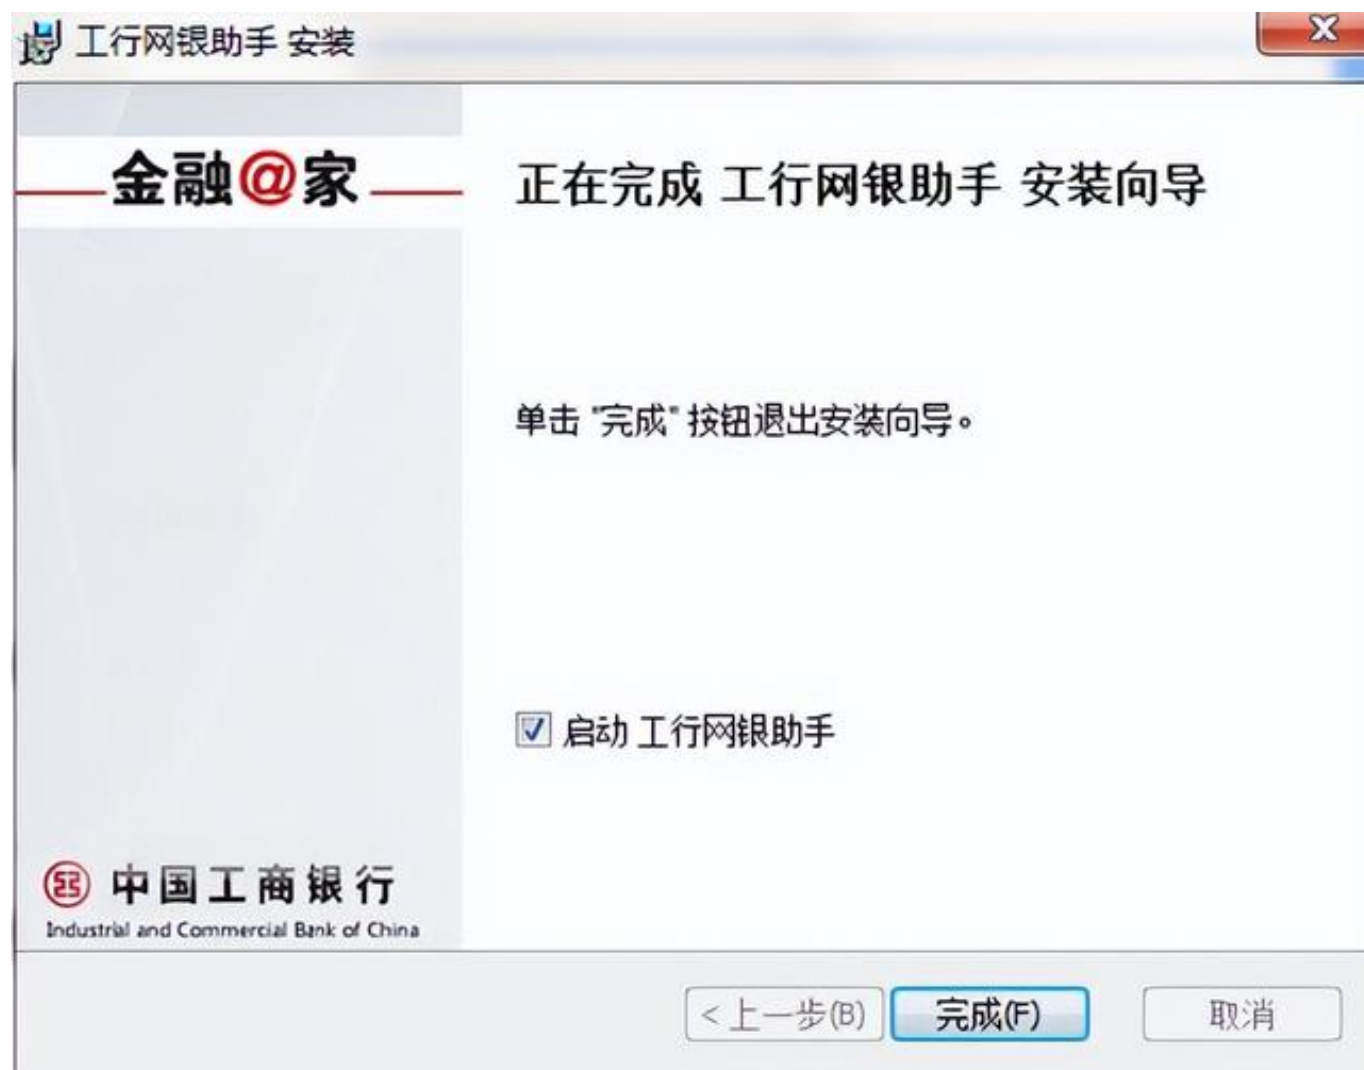 工行网银助手 安装
X
金融@家
正在完成 工行网银助手 安装向导
单击 "完成" 按钮退出安装向导。
启动 工行网银助手
中国工商银行
Industrial and Commercial Bank of China
< 上一步(B)
完成(F)
取消